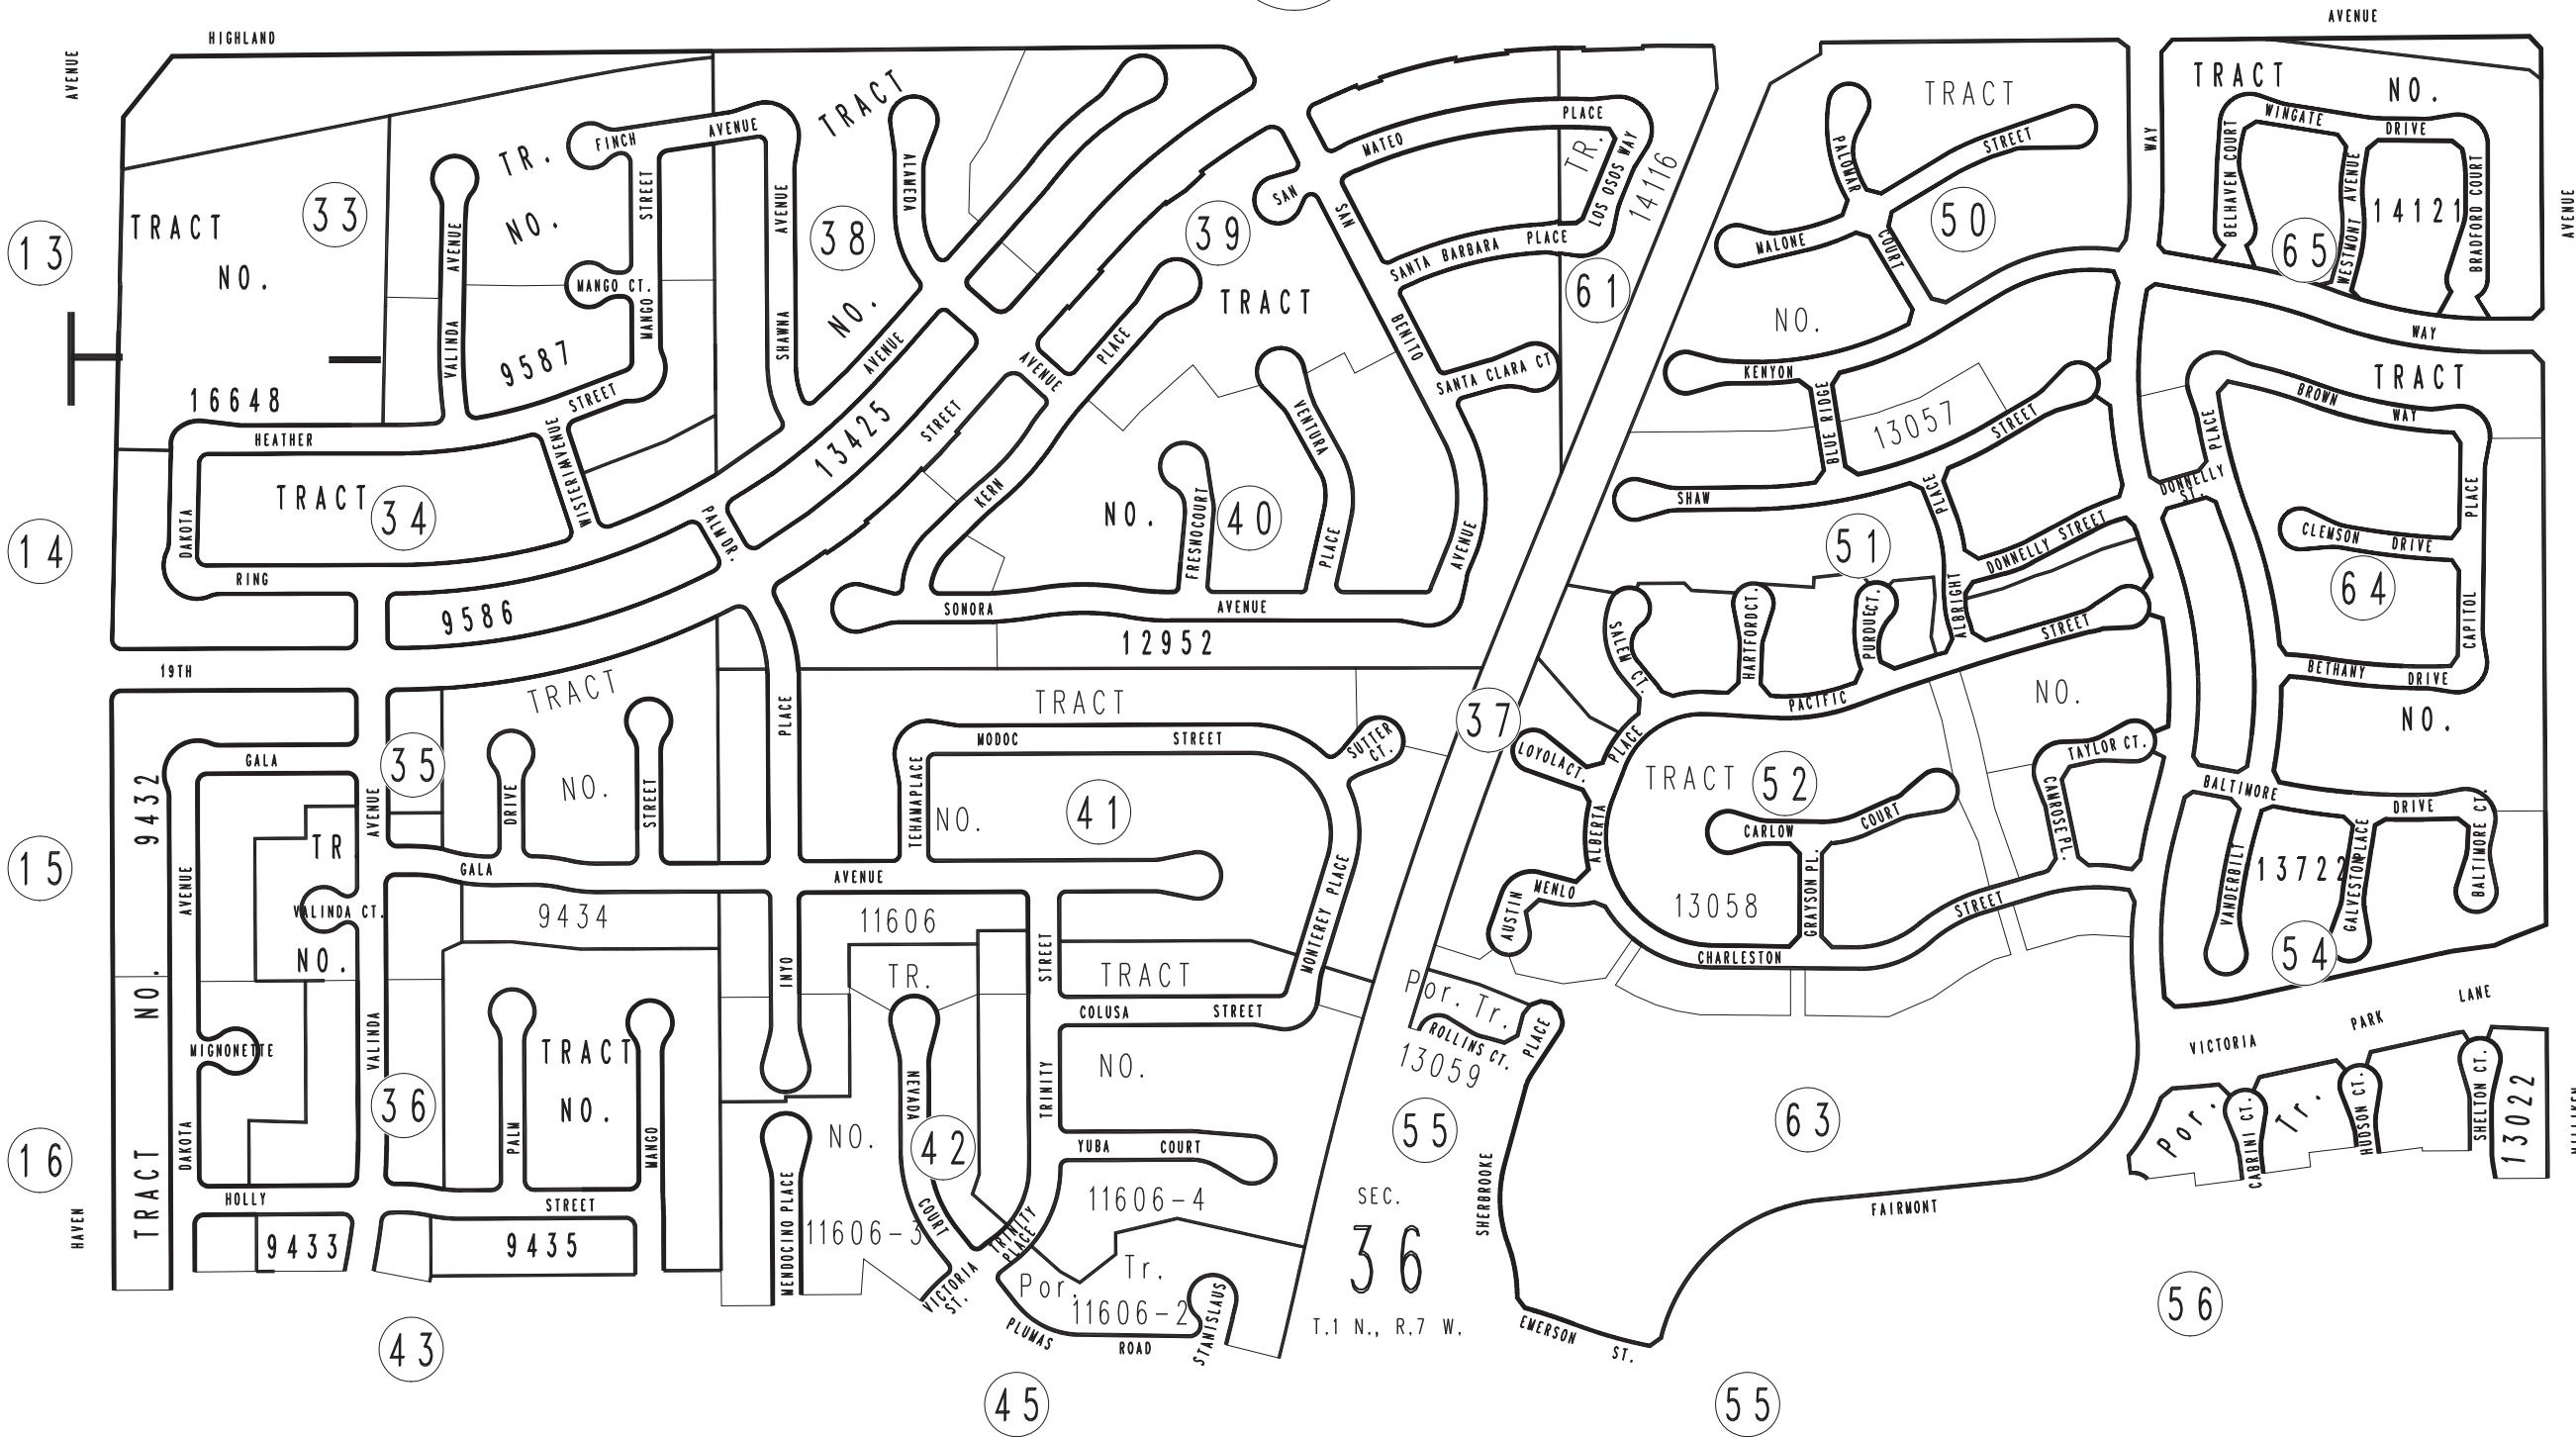 HIGHLAND
AVENUE
AVENUE
TRACT
NO.
16648
33
13
14
15
16
HAVEN
TR.
NO.
9587
FINCH
AVENUE
STREET
MANGO CT.
MANGO
VALINDA
AVENUE
STREET
HEATHER
WISTERIA
AVENUE
SHAWNA
AVENUE
TRACT
NO.
13425
38
ALAMEDA
AVENUE
STREET
AVENUE
PLACE
KERN
39
SAN
SAN
BENITO
AVENUE
MATEO
PLACE
SANTA BARBARA
PLACE
LOS OSOS WAY
TR.
14116
61
SANTA CLARA CT
TRACT
NO.
12952
VENTURA
PLACE
FRESNO COURT
40
SONORA
AVENUE
TRACT
34
DAKOTA
RING
9586
PALM DR.
19TH
TRACT
NO.
9434
35
GALA
AVENUE
DRIVE
STREET
PLACE
GALA
AVENUE
TRACT NO. 9432
AVENUE
DAKOTA
TR
NO.
VALINDA CT.
VALINDA
MIGNONETTE
36
TRACT
NO.
PALM
MANGO
HOLLY
STREET
9433
9435
43
TRACT
NO.
11606
MODOC
STREET
TEHAMA PLACE
41
SUTTER
CT.
MONTEREY PLACE
INYO
TR.
NO.
11606-3
NEVADA
COURT
42
MENDOCINO PLACE
STREET
TRINITY
TRINITY
PLACE
TRACT
NO.
11606-4
COLUSA
STREET
YUBA
COURT
VICTORIA
ST.
Por.
Tr.
11606-2
PLUMAS
ROAD
STANISLAUS
45
37
SEC.
36
T.1 N., R.7 W.
55
Por. Tr.
13059
ROLLINS CT.
PLACE
SHERBROOKE
EMERSON
ST.
55
63
FAIRMONT
56
TRACT
NO.
13057
50
PALOMAR
STREET
MALONE
COURT
KENYON
WAY
BLUE RIDGE
STREET
SHAW
PLACE
51
DONNELLY STREET
ALBRIGHT
STREET
SALEM CT.
HARTFORD CT.
PURDUE CT.
PACIFIC
PLACE
LOYOLA CT.
ALBERTA
TRACT
NO.
13058
52
CARLOW
COURT
GRAYSON PL.
MENLO
AUSTIN
CHARLESTON
STREET
TAYLOR CT.
CANROSE PL.
AVENUE
TRACT
NO.
14121
65
WINGATE
DRIVE
BELHAVEN COURT
WESTMONT AVENUE
BRADFORD COURT
AVENUE
WAY
TRACT
NO.
13722
BROWN
WAY
PLACE
DONNELLY
ST.
PLACE
CLEMSON
DRIVE
64
CAPITOL
BETHANY
DRIVE
BALTIMORE
DRIVE
BALTIMORE CT.
VANDERBILT
GALVESTON PLACE
54
VICTORIA
PARK
LANE
Por.
Tr.
13022
CABRINI CT.
HUDSON CT.
SHELTON CT.